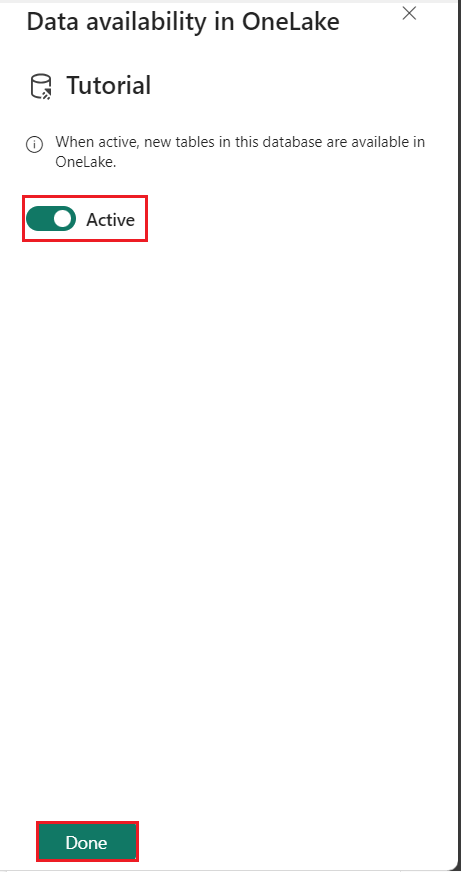 Data availability in OneLake
Tutorial
When active, new tables in this database are available in
OneLake.
Active
Done